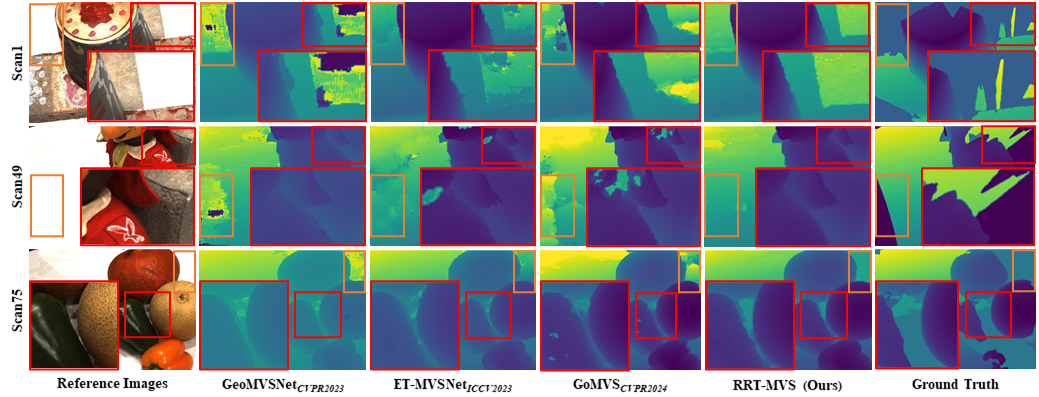 Scan1
Scan49
Scan75
Reference Images
GeoMVSNetCVPR2023
ET-MVSNetICCV2023
GoMVSCVPR2024
RRT-MVS (Ours)
Ground Truth